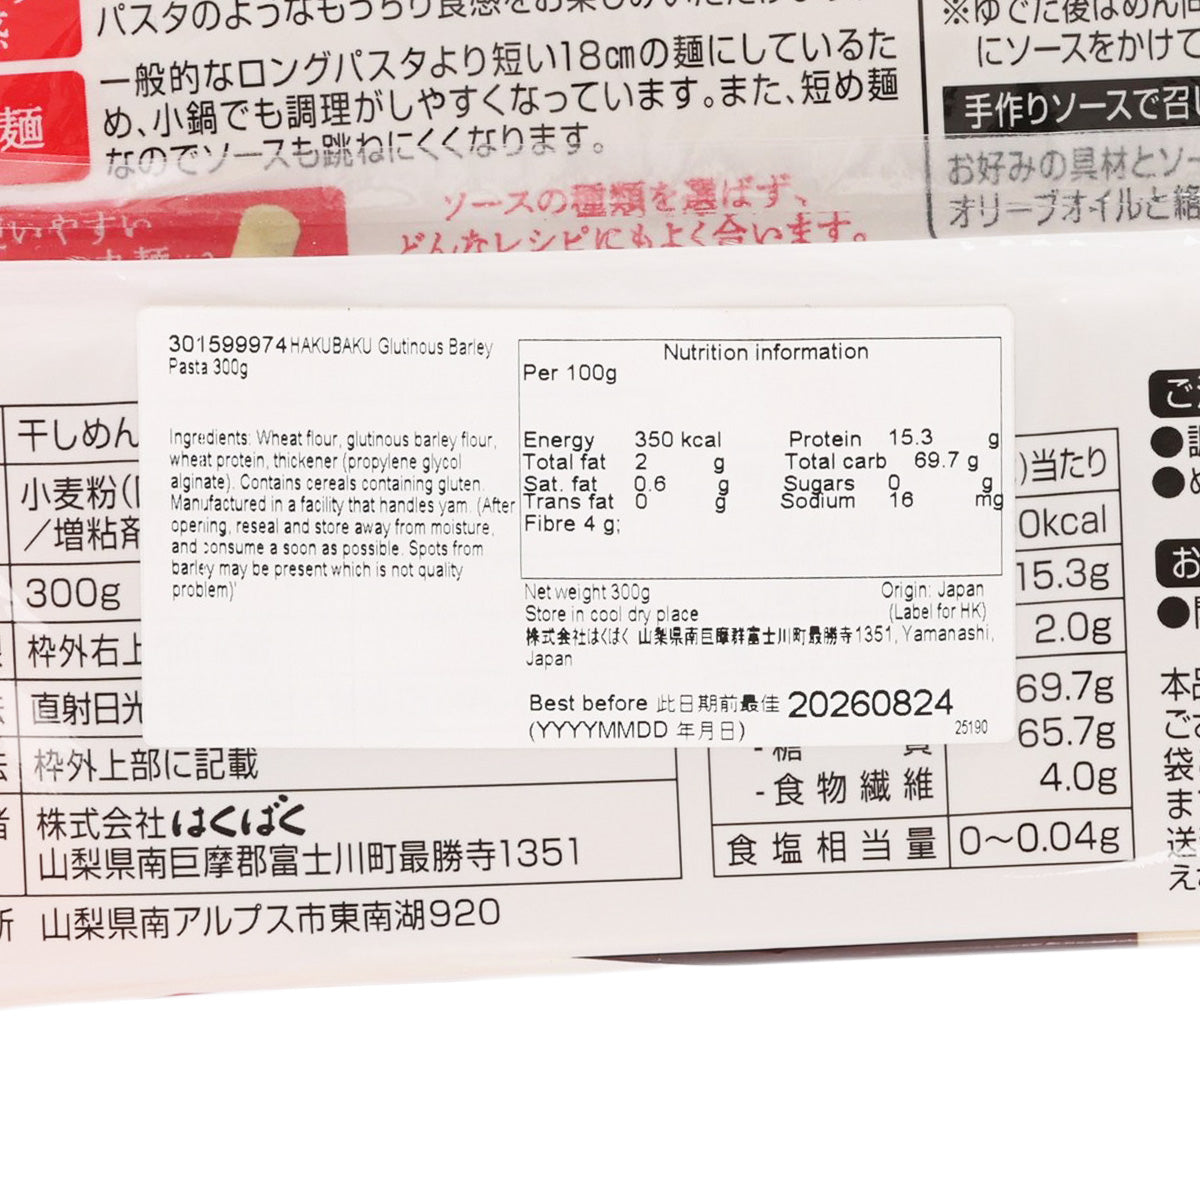 パスタのようなもっちり食感をお楽しみいただけ
一般的なロングパスタより短い18cmの麺にしているた
め、小鍋でも調理がしやすくなっています。また、短め麺
なのでソースも跳ねにくくなります。
麺
ソースの種類を選ばず、
どんなレシピにもよく合います。
いやすい
※ゆでた後はめん同
にソースをかけて
手作りソースで召し
お好みの具材とソー
オリーブオイルと絡
301599974 HAKUBAKU Glutinous Barley
Pasta 300g
Ingredients: Wheat flour, glutinous barley flour,
wheat protein, thickener (propylene glycol
alginate). Contains cereals containing gluten.
Manufactured in a facility that handles yam. (After
opening, reseal and store away from moisture,
and consume a soon as possible. Spots from
barley may be present which is not quality
problem)'
Nutrition information
Per 100g
Energy 350 kcal Protein 15.3 g
Total fat 2 g Total carb 69.7 g
Sat. fat 0.6 g Sugars 0 g
Trans fat 0 g Sodium 16 mg
Fibre 4 g;
Net weight 300g Origin: Japan
Store in cool dry place (Label for HK)
株式会社はくばく 山梨県南巨摩群富士川町最勝寺1351, Yamanashi,
Japan
Best before 此日期前最佳 20260824
(YYYYMMDD 年月日) 25190
干しめん
小麦粉(
/増粘剤
300g
枠外右上
直射日光
枠外上部に記載
株式会社はくばく
山梨県南巨摩郡富士川町最勝寺1351
山梨県南アルプス市東南湖920
)当たり
0kcal
15.3g
2.0g
69.7g
-糖質 65.7g
-食物繊維 4.0g
食塩相当量 0〜0.04g
本品
袋
ま
送
え